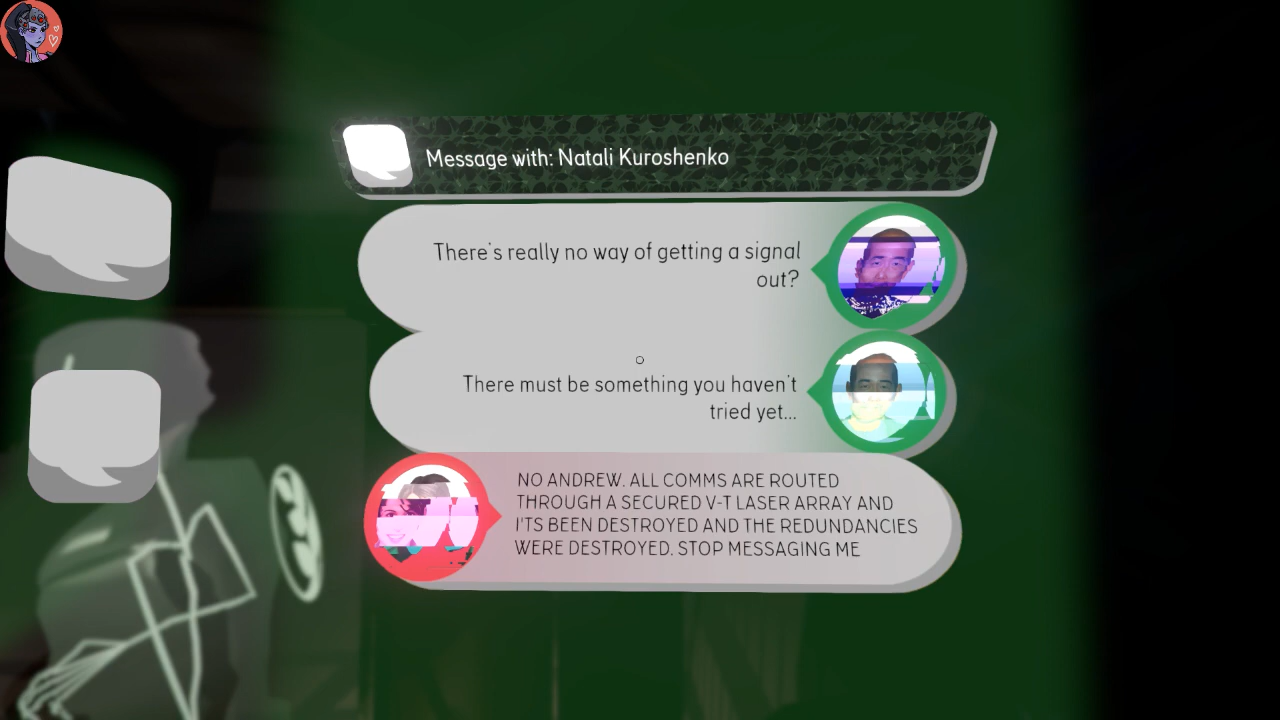 Message with: Natali Kuroshenko
There's really no way of getting a signal
out?
There must be something you haven't
tried yet...
NO ANDREW. ALL COMMS ARE ROUTED
THROUGH A SECURED V-T LASER ARRAY AND
I'TS BEEN DESTROYED AND THE REDUNDANCIES
WERE DESTROYED. STOP MESSAGING ME